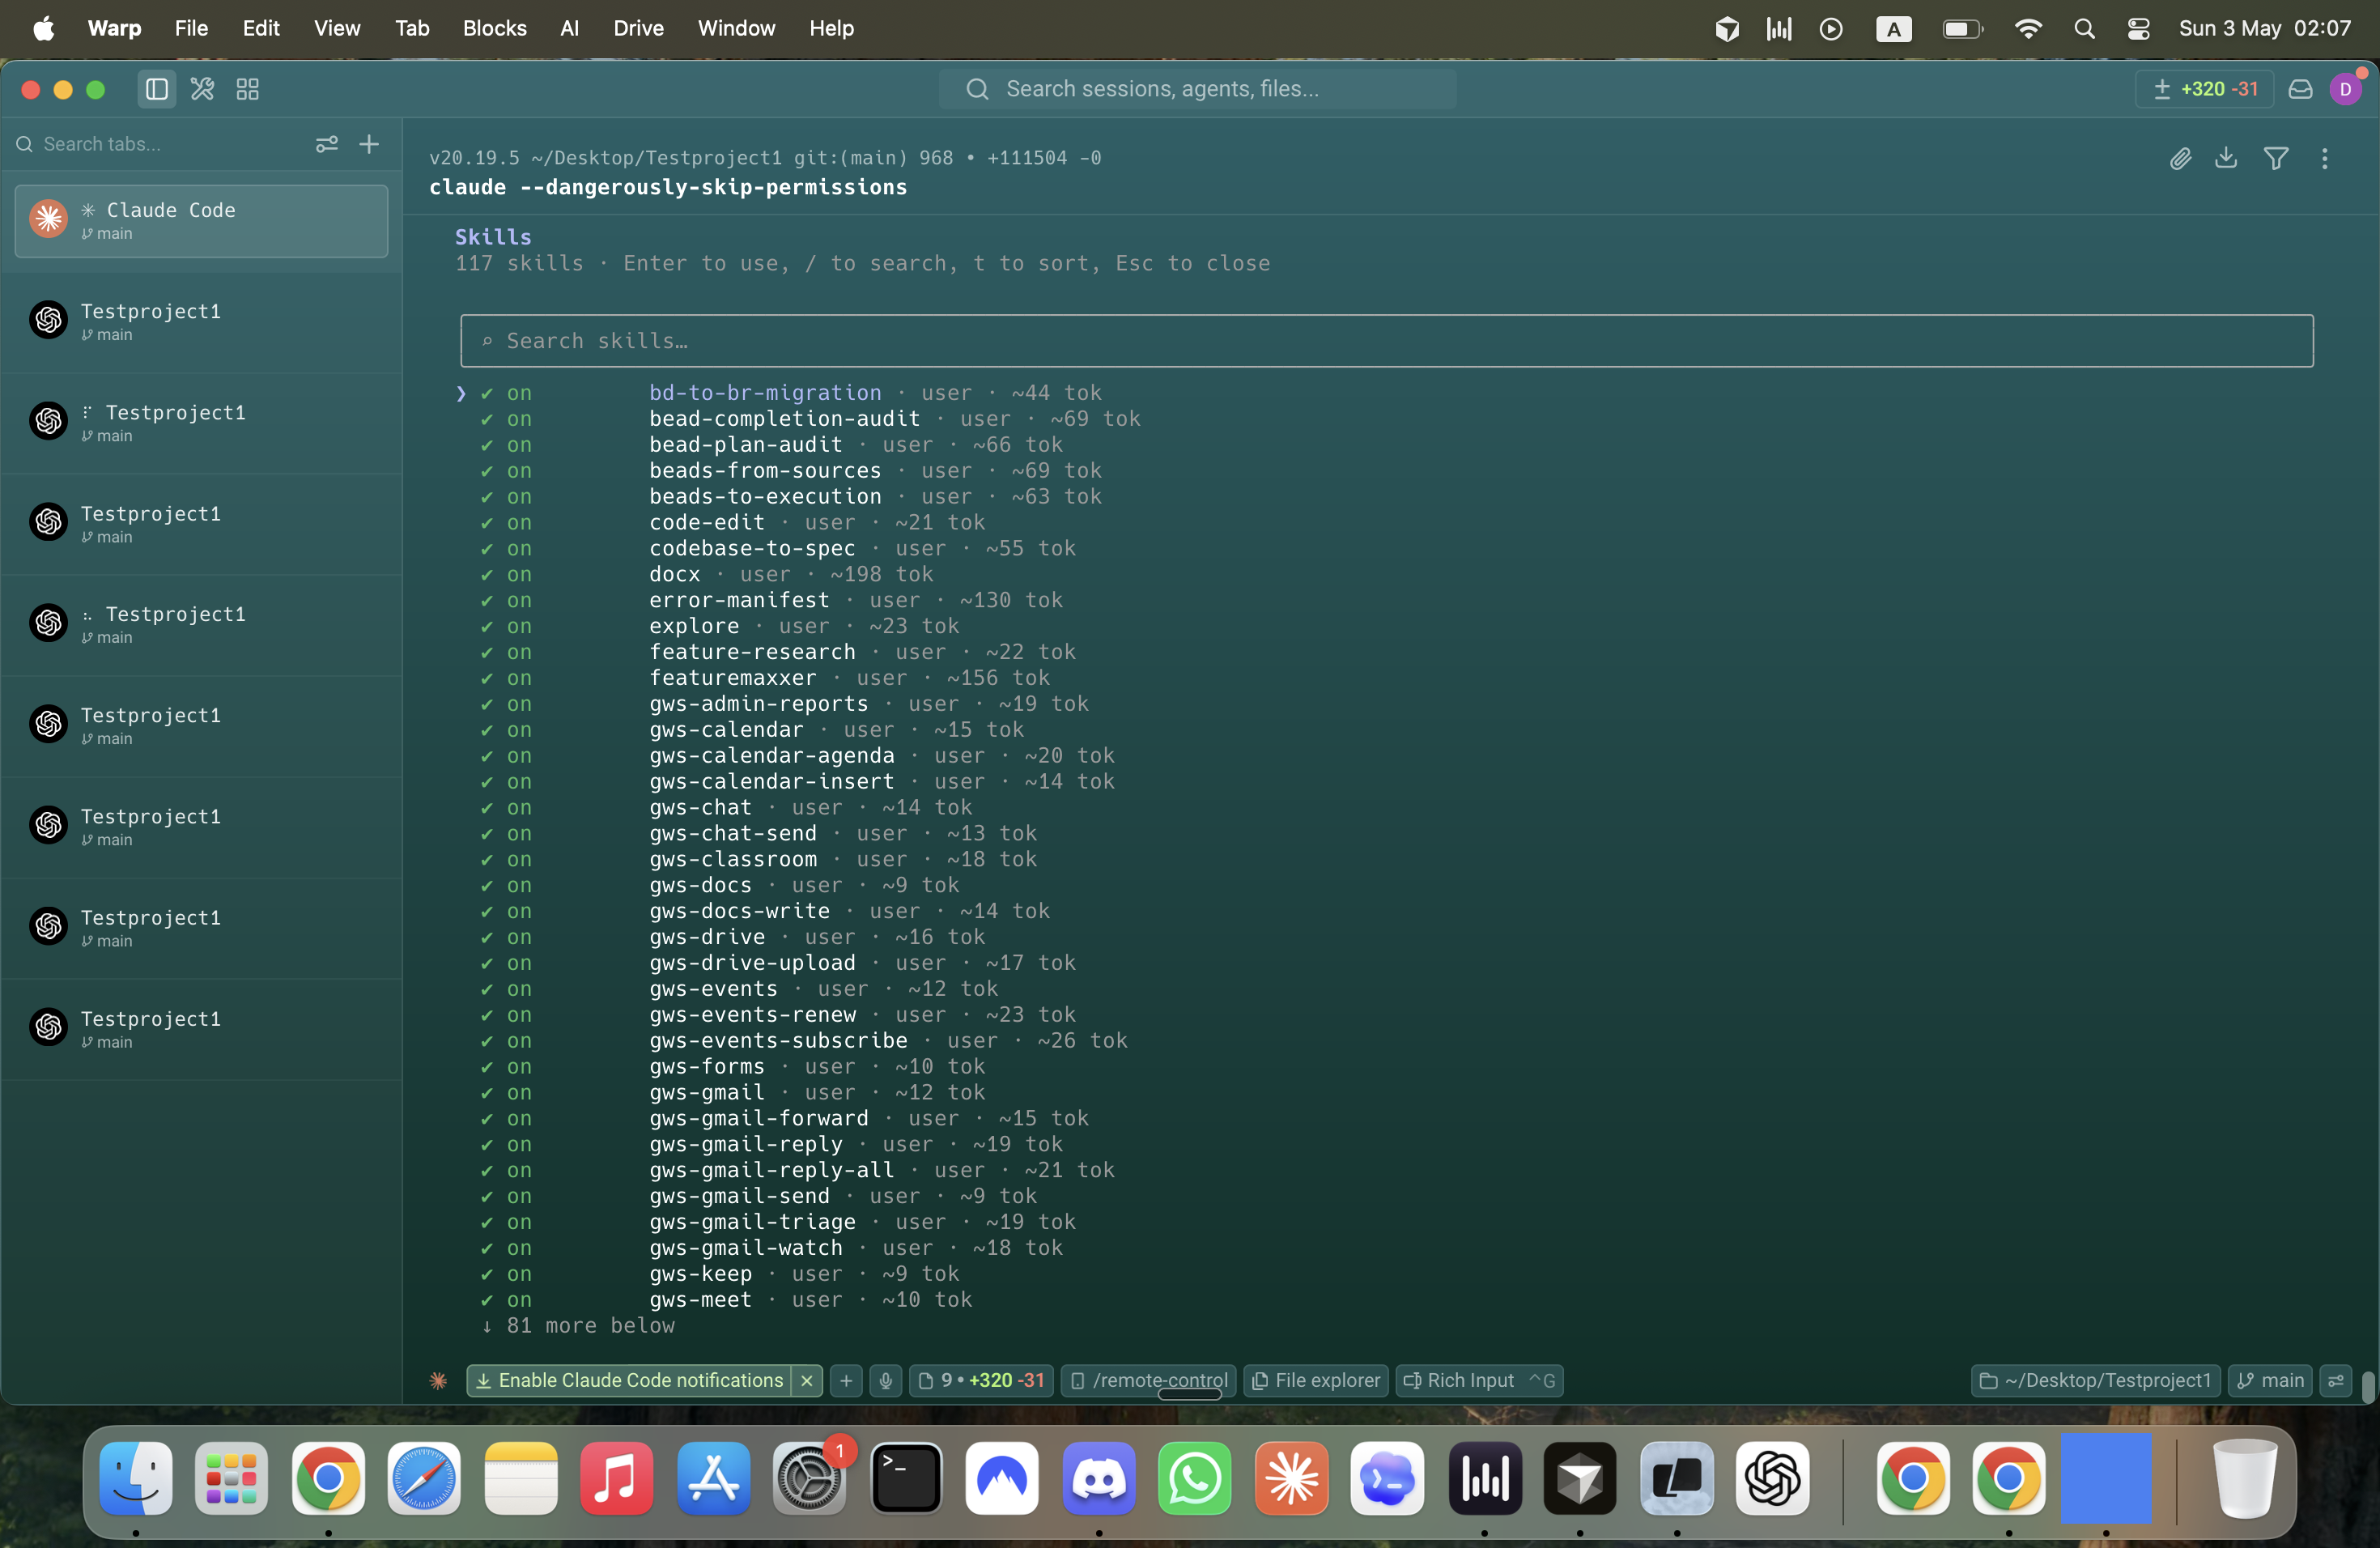 Warp File Edit View Tab Blocks AI Drive Window Help
A
Sun 3 May 02:07
Search sessions, agents, files...
+320 -31
D
Search tabs...
Claude Code
main
Testproject1
main
Testproject1
main
Testproject1
main
Testproject1
main
Testproject1
main
Testproject1
main
Testproject1
main
Testproject1
main
v20.19.5 ~/Desktop/Testproject1 git:(main) 968 • +111504 -0
claude --dangerously-skip-permissions
Skills
117 skills · Enter to use, / to search, t to sort, Esc to close
Search skills…
❯ ✔ on bd-to-br-migration · user · ~44 tok
✔ on bead-completion-audit · user · ~69 tok
✔ on bead-plan-audit · user · ~66 tok
✔ on beads-from-sources · user · ~69 tok
✔ on beads-to-execution · user · ~63 tok
✔ on code-edit · user · ~21 tok
✔ on codebase-to-spec · user · ~55 tok
✔ on docx · user · ~198 tok
✔ on error-manifest · user · ~130 tok
✔ on explore · user · ~23 tok
✔ on feature-research · user · ~22 tok
✔ on featuremaxxer · user · ~156 tok
✔ on gws-admin-reports · user · ~19 tok
✔ on gws-calendar · user · ~15 tok
✔ on gws-calendar-agenda · user · ~20 tok
✔ on gws-calendar-insert · user · ~14 tok
✔ on gws-chat · user · ~14 tok
✔ on gws-chat-send · user · ~13 tok
✔ on gws-classroom · user · ~18 tok
✔ on gws-docs · user · ~9 tok
✔ on gws-docs-write · user · ~14 tok
✔ on gws-drive · user · ~16 tok
✔ on gws-drive-upload · user · ~17 tok
✔ on gws-events · user · ~12 tok
✔ on gws-events-renew · user · ~23 tok
✔ on gws-events-subscribe · user · ~26 tok
✔ on gws-forms · user · ~10 tok
✔ on gws-gmail · user · ~12 tok
✔ on gws-gmail-forward · user · ~15 tok
✔ on gws-gmail-reply · user · ~19 tok
✔ on gws-gmail-reply-all · user · ~21 tok
✔ on gws-gmail-send · user · ~9 tok
✔ on gws-gmail-triage · user · ~19 tok
✔ on gws-gmail-watch · user · ~18 tok
✔ on gws-keep · user · ~9 tok
✔ on gws-meet · user · ~10 tok
↓ 81 more below
Enable Claude Code notifications
9 • +320 -31
/remote-control
File explorer
Rich Input ^G
~/Desktop/Testproject1
main
1